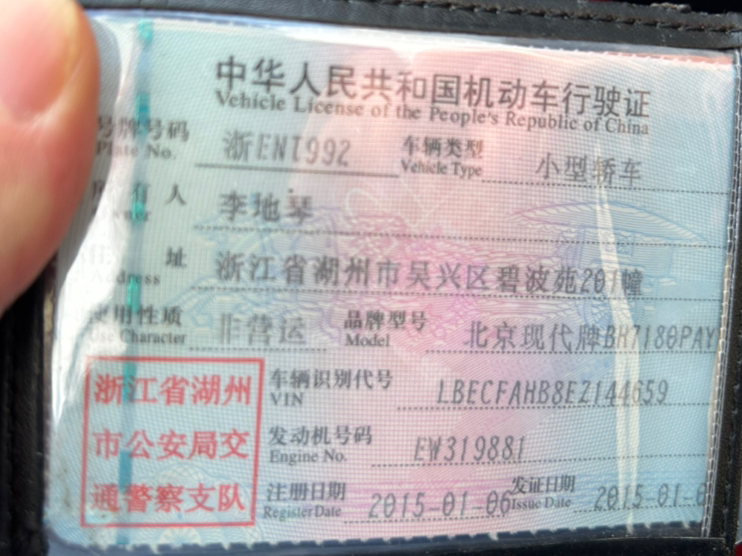 中华人民共和国机动车行驶证
Vehicle License of the People's Republic of China
号牌号码 浙ENT992 车辆类型 小型轿车
Plate No. Vehicle Type
所有人 李地琴
址 浙江省湖州市吴兴区碧波苑201幢
Address
使用性质 非营运 品牌型号 北京现代牌BH7180PAY
Use Character Model
浙江省湖州
市公安局交
通警察支队
车辆识别代号 LBECFAHB8EZ144659
VIN
发动机号码 EW319881
Engine No.
注册日期 2015-01-06 发证日期 2015-01-0
Register Date Issue Date